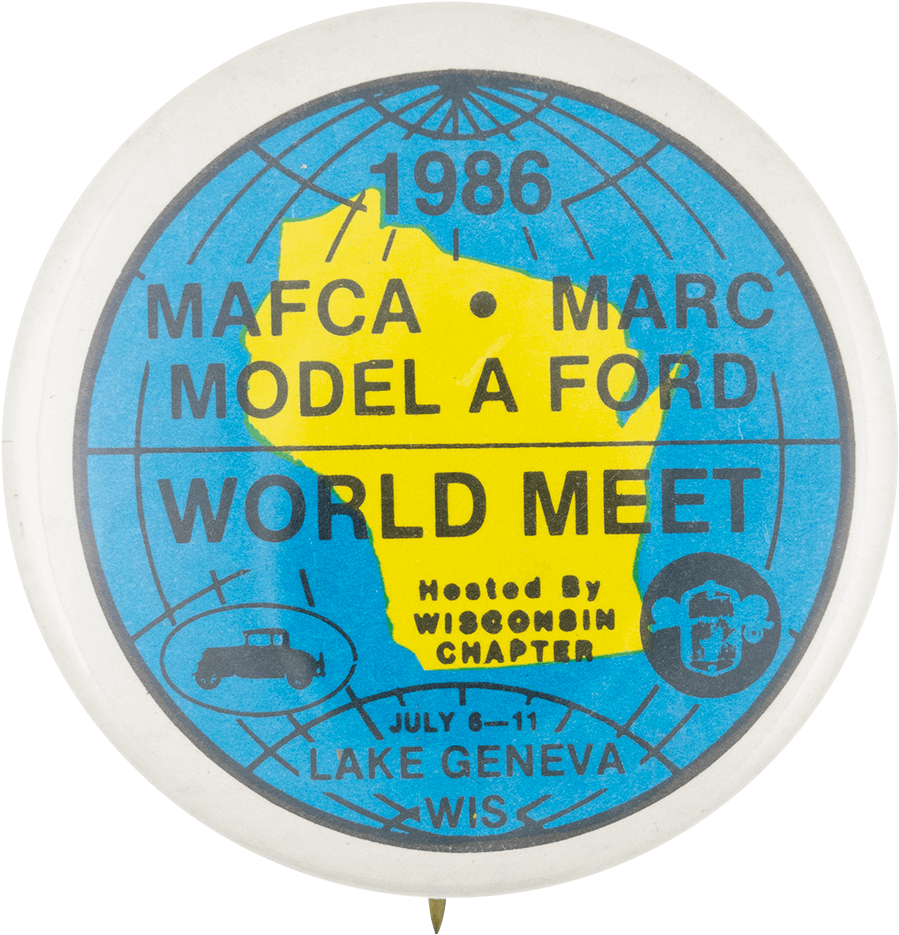 1986
MAFCA • MARC
MODEL A FORD
WORLD MEET
Hosted By
WISCONSIN
CHAPTER
JULY 6—11
LAKE GENEVA
WIS